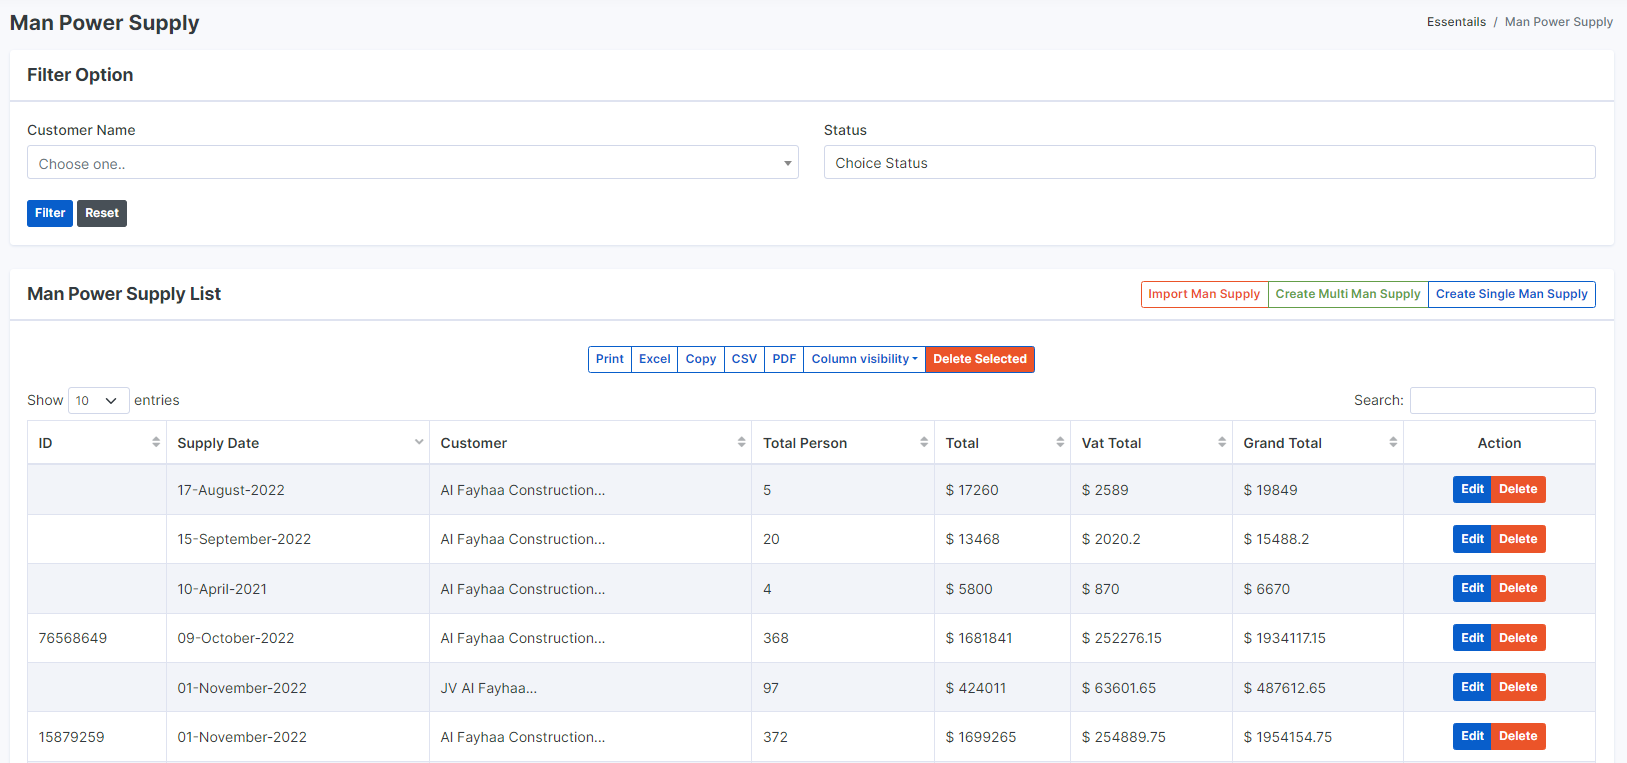 Man Power Supply
Essentails / Man Power Supply
Filter Option
Customer Name
Status
Choose one..
Choice Status
Filter Reset
Man Power Supply List
Import Man Supply Create Multi Man Supply Create Single Man Supply
Print Excel Copy CSV PDF Column visibility Delete Selected
Show 10 entries
Search:
ID Supply Date Customer Total Person Total Vat Total Grand Total Action
17-August-2022 Al Fayhaa Construction... 5 $ 17260 $ 2589 $ 19849 Edit Delete
15-September-2022 Al Fayhaa Construction... 20 $ 13468 $ 2020.2 $ 15488.2 Edit Delete
10-April-2021 Al Fayhaa Construction... 4 $ 5800 $ 870 $ 6670 Edit Delete
76568649 09-October-2022 Al Fayhaa Construction... 368 $ 1681841 $ 252276.15 $ 1934117.15 Edit Delete
01-November-2022 JV Al Fayhaa... 97 $ 424011 $ 63601.65 $ 487612.65 Edit Delete
15879259 01-November-2022 Al Fayhaa Construction... 372 $ 1699265 $ 254889.75 $ 1954154.75 Edit Delete